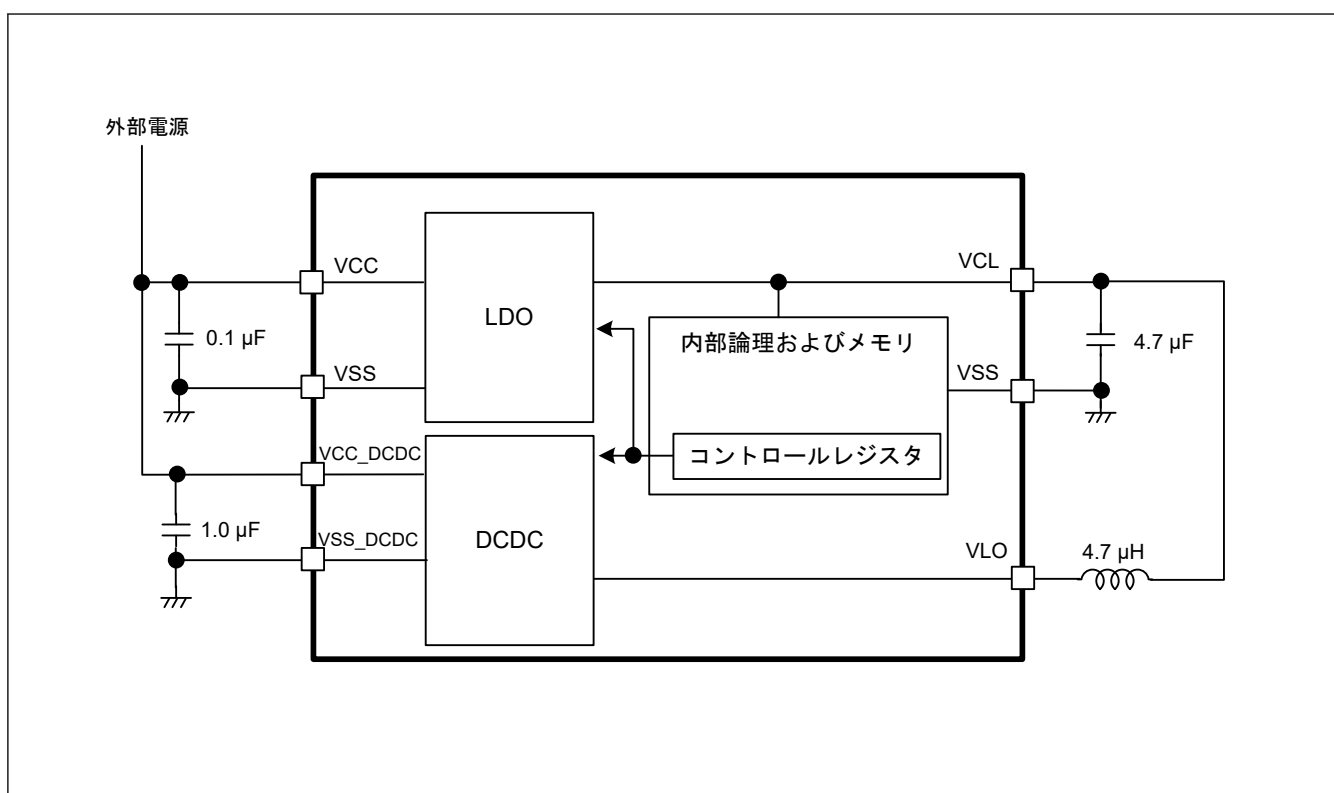 外部電源
VCC
VCL
LDO
0.1 µF
内部論理およびメモリ
4.7 µF
VSS
VSS
VCC_DCDC
コントロールレジスタ
1.0 µF
VSS_DCDC
DCDC
VLO
4.7 µH